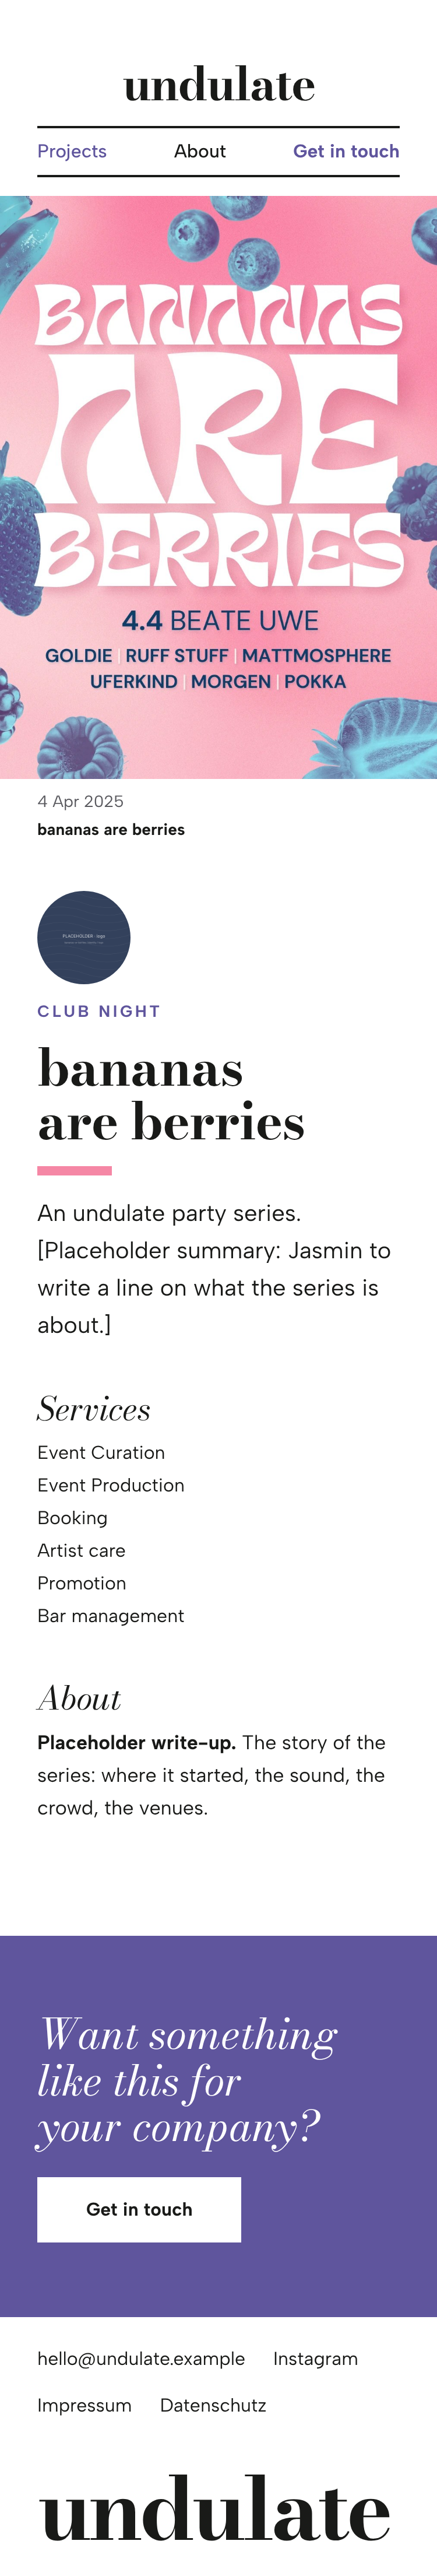 undulate
Projects About Get in touch
BANANAS
ARE
BERRIES
4.4 BEATE UWE
GOLDIE | RUFF STUFF | MATTMOSPHERE
UFERKIND | MORGEN | POKKA
4 Apr 2025
bananas are berries
PLACEHOLDER · logo
CLUB NIGHT
bananas
are berries
An undulate party series.
[Placeholder summary: Jasmin to
write a line on what the series is
about.]
Services
Event Curation
Event Production
Booking
Artist care
Promotion
Bar management
About
Placeholder write-up. The story of the
series: where it started, the sound, the
crowd, the venues.
Want something
like this for
your company?
Get in touch
hello@undulate.example Instagram
Impressum Datenschutz
undulate